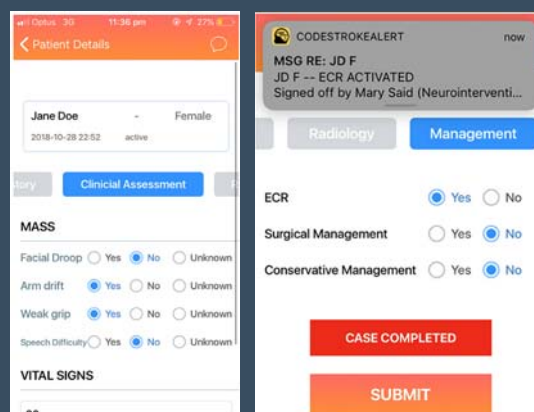 Optus 3G 11:36 pm 27%
Patient Details
Jane Doe - Female
2018-10-28 22:52 active
tory Clinicial Assessment R
MASS
Facial Droop Yes No Unknown
Arm drift Yes No Unknown
Weak grip Yes No Unknown
Speech Difficulty Yes No Unknown
VITAL SIGNS
CODESTROKEALERT now
MSG RE: JD F
JD F -- ECR ACTIVATED
Signed off by Mary Said (Neurointerventi...
Radiology Management
ECR Yes No
Surgical Management Yes No
Conservative Management Yes No
CASE COMPLETED
SUBMIT